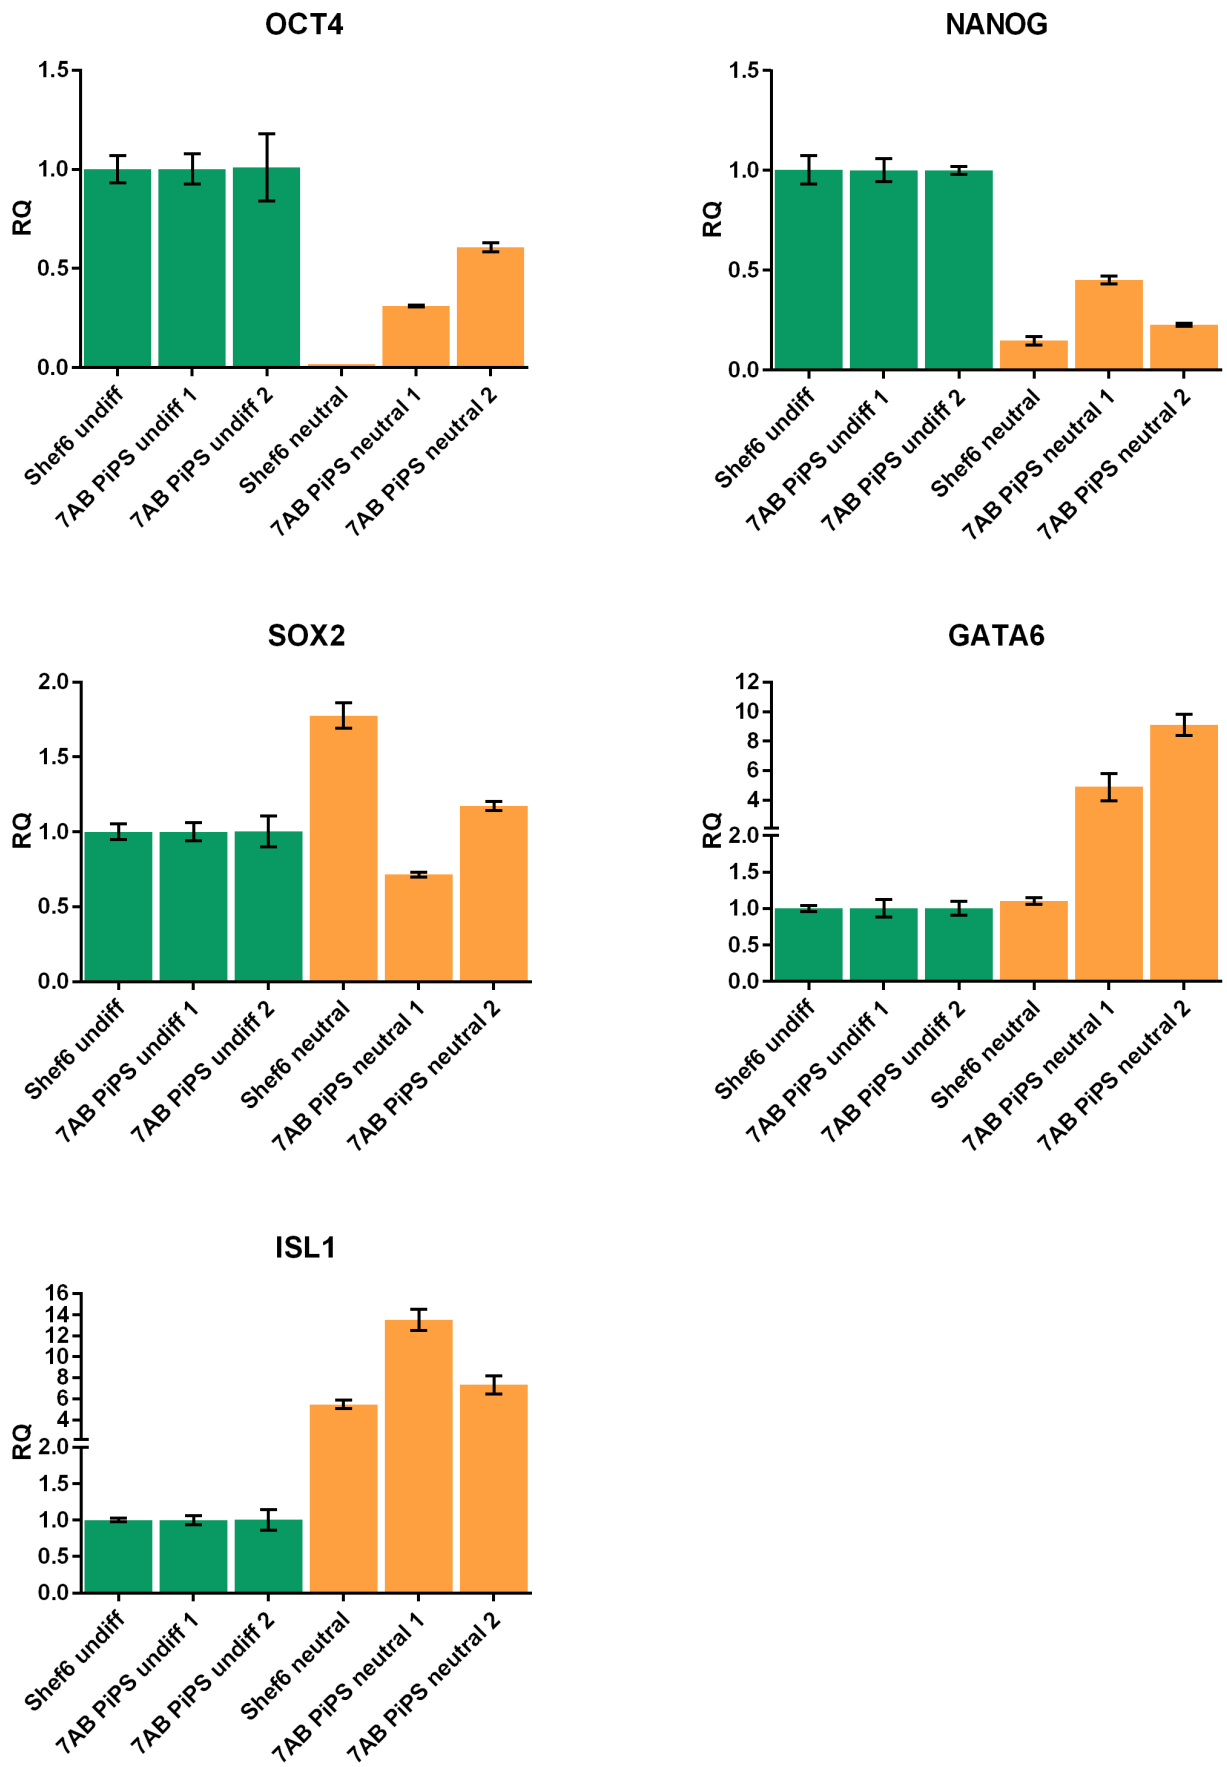 OCT4
1.5
1.0
0.5
0.0
RQ
Shef6 undiff
7AB PiPS undiff 1
7AB PiPS undiff 2
Shef6 neutral
7AB PiPS neutral 1
7AB PiPS neutral 2
NANOG
1.5
1.0
0.5
0.0
RQ
Shef6 undiff
7AB PiPS undiff 1
7AB PiPS undiff 2
Shef6 neutral
7AB PiPS neutral 1
7AB PiPS neutral 2
SOX2
2.0
1.5
1.0
0.5
0.0
RQ
Shef6 undiff
7AB PiPS undiff 1
7AB PiPS undiff 2
Shef6 neutral
7AB PiPS neutral 1
7AB PiPS neutral 2
GATA6
12
10
8
6
4
2.0
1.5
1.0
0.5
0.0
RQ
Shef6 undiff
7AB PiPS undiff 1
7AB PiPS undiff 2
Shef6 neutral
7AB PiPS neutral 1
7AB PiPS neutral 2
ISL1
16
14
12
10
8
6
4
2.0
1.5
1.0
0.5
0.0
RQ
Shef6 undiff
7AB PiPS undiff 1
7AB PiPS undiff 2
Shef6 neutral
7AB PiPS neutral 1
7AB PiPS neutral 2